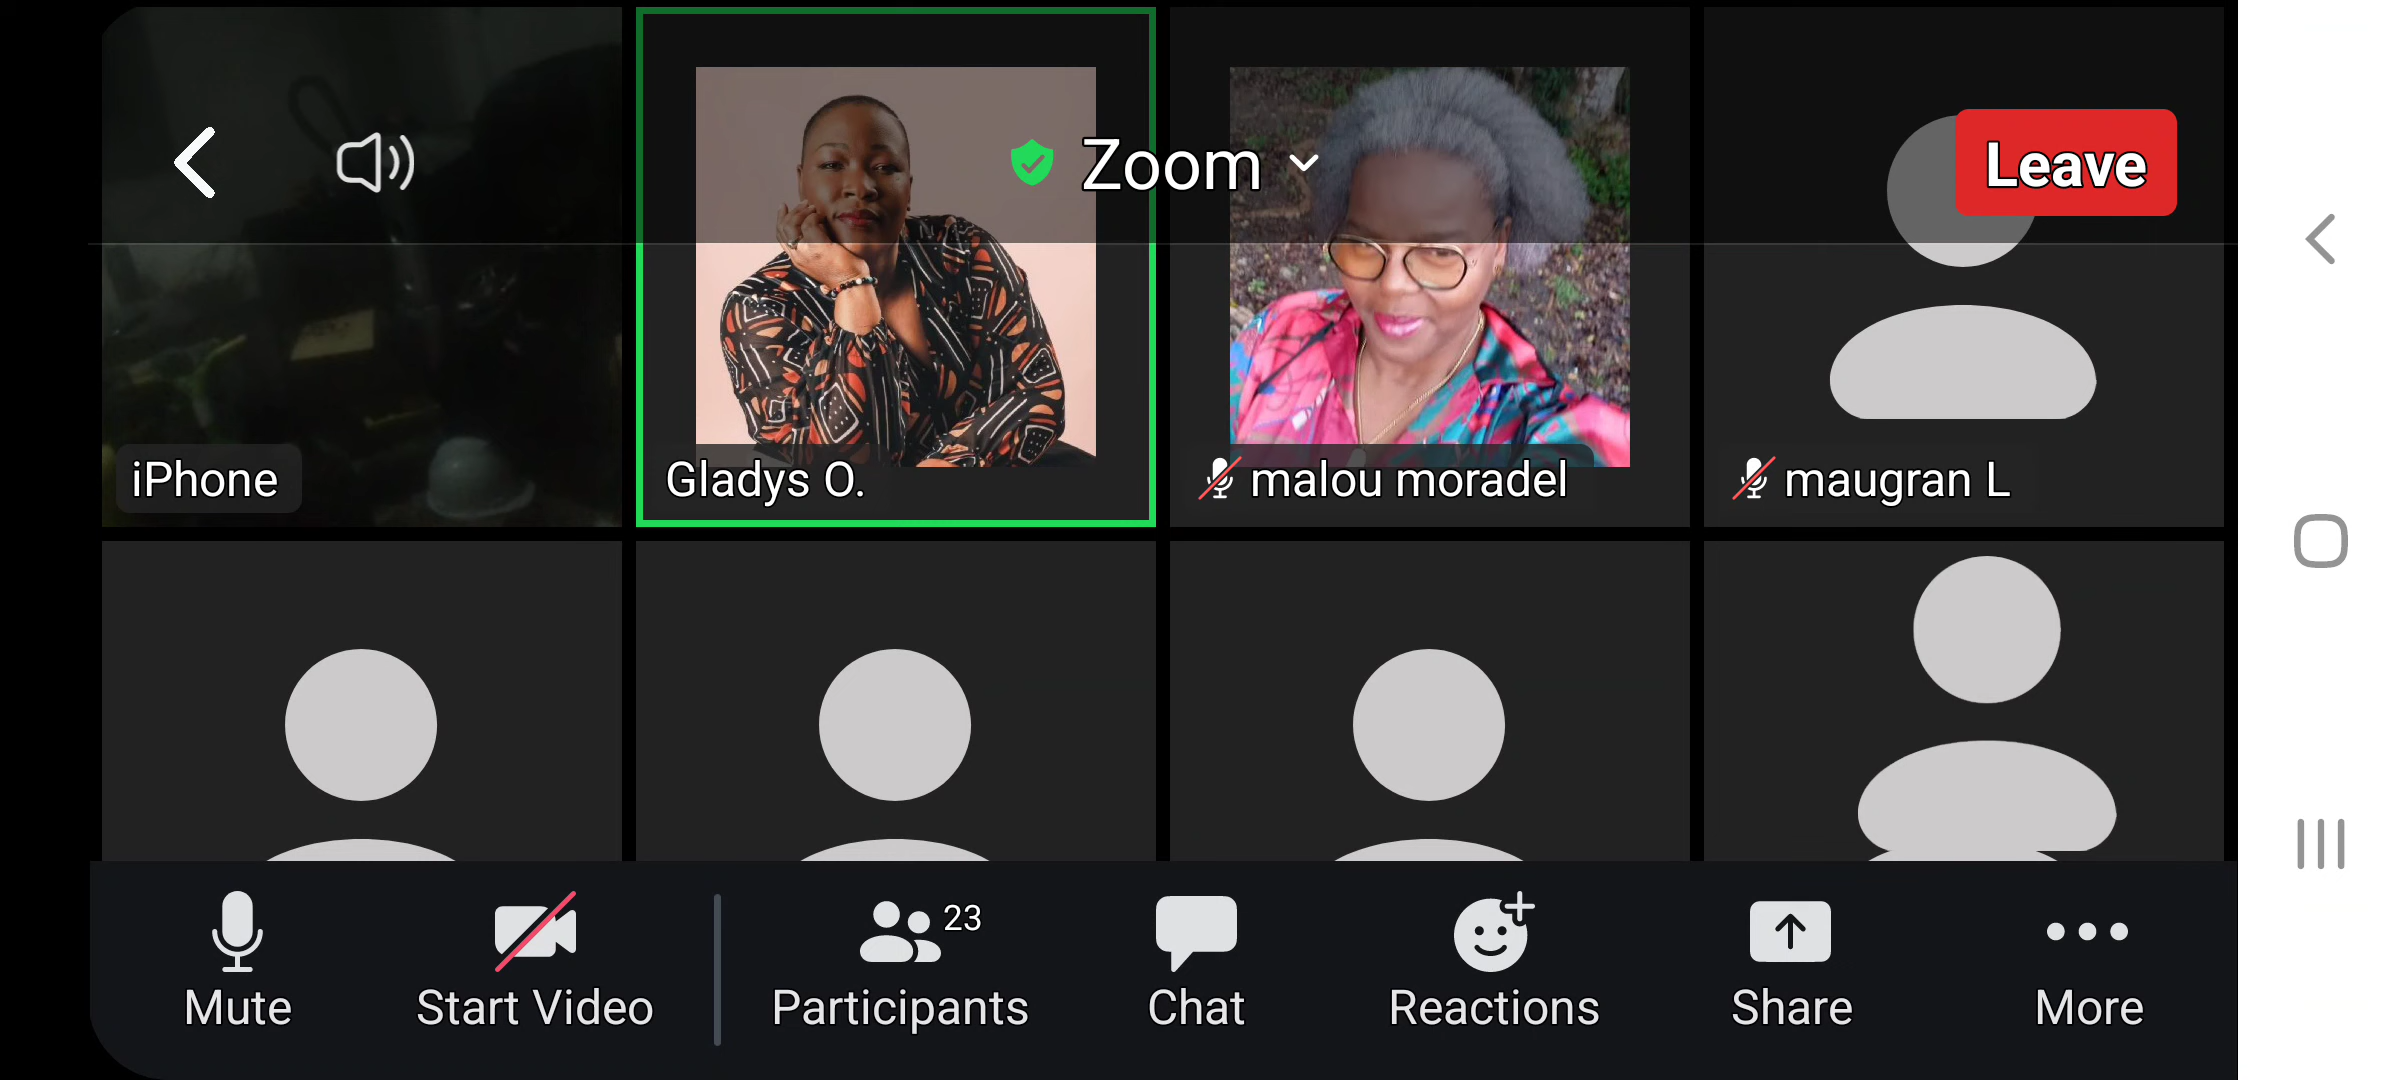 Zoom
Leave
iPhone
Gladys O.
malou moradel
maugran L
Mute
Start Video
Participants
23
Chat
Reactions
Share
More